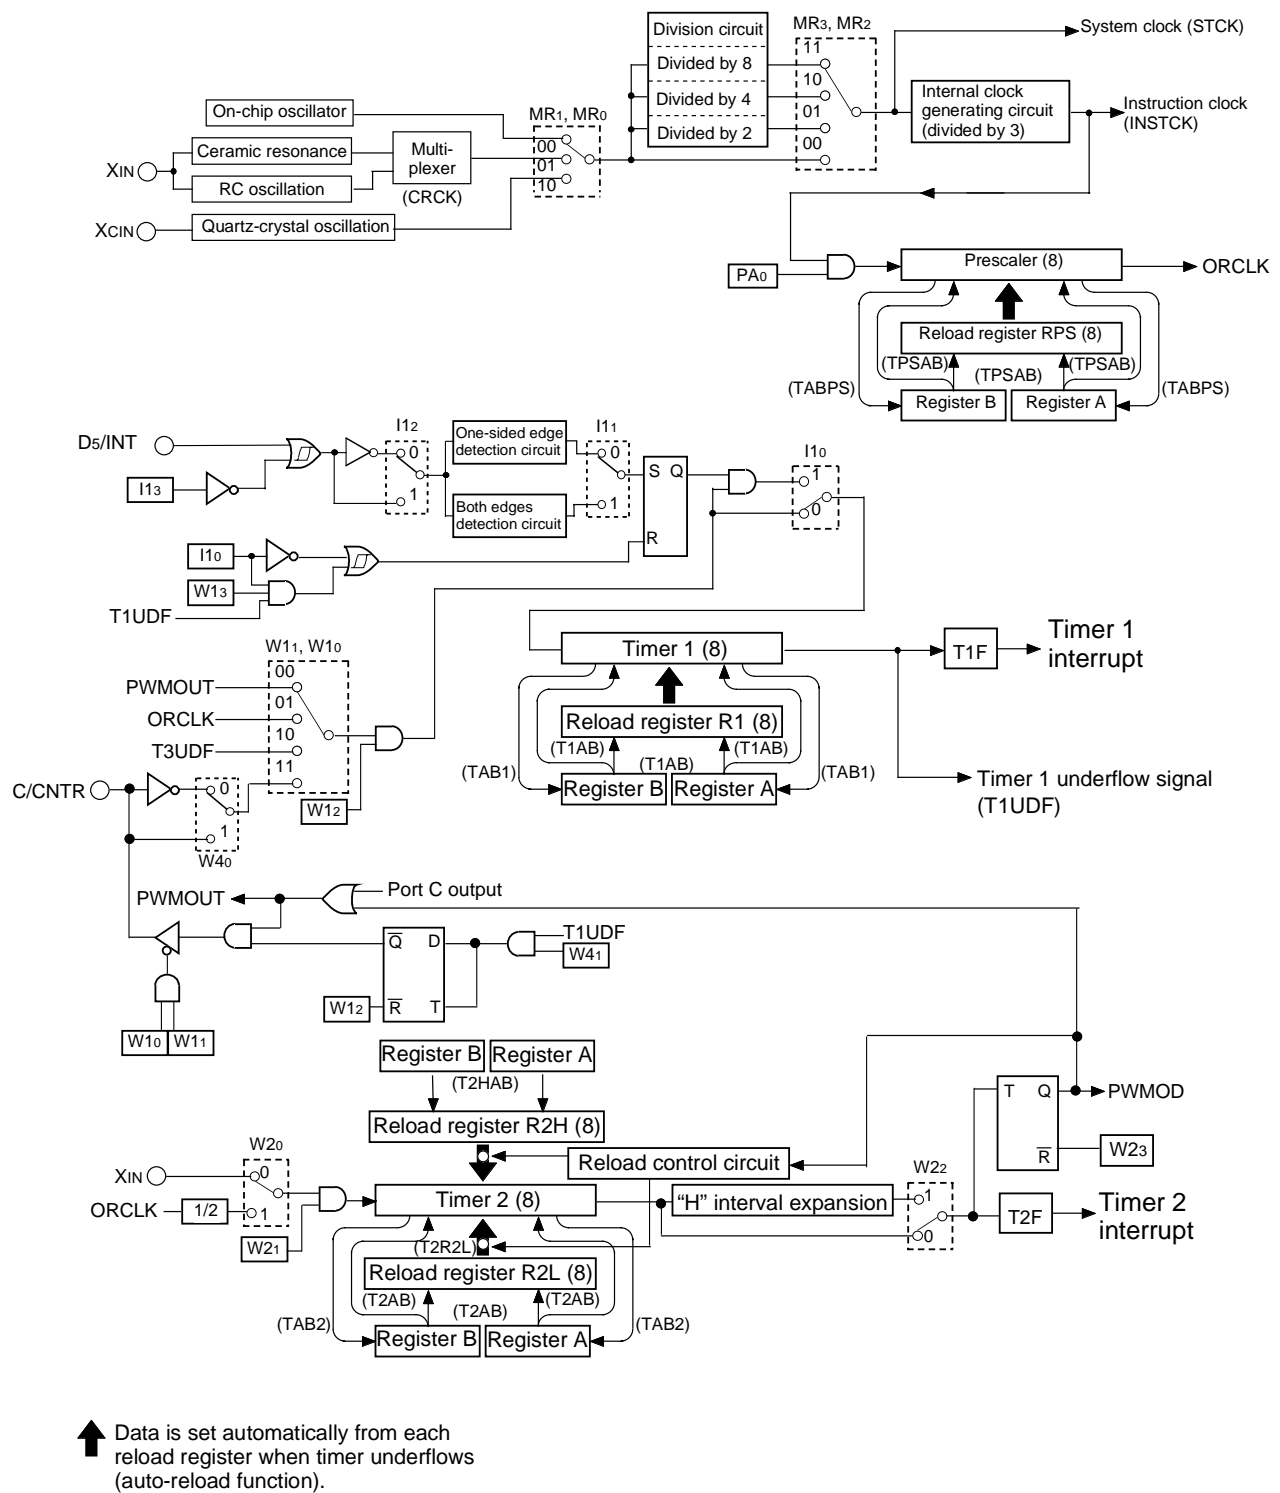 Division circuit
MR3, MR2
System clock (STCK)
11
Divided by 8
10
Divided by 4
Internal clock
generating circuit
(divided by 3)
Instruction clock
(INSTCK)
On-chip oscillator
MR1, MR0
01
Divided by 2
00
Ceramic resonance
Multi-
plexer
(CRCK)
00
01
10
XIN
RC oscillation
XCIN
Quartz-crystal oscillation
PA0
Prescaler (8)
ORCLK
Reload register RPS (8)
(TPSAB)
(TPSAB)
(TPSAB)
(TABPS)
(TABPS)
Register B
Register A
D5/INT
I12
One-sided edge
detection circuit
I11
I10
0
0
S
Q
1
I13
1
Both edges
detection circuit
1
R
0
I10
W13
T1UDF
Timer 1 (8)
T1F
Timer 1
interrupt
W11, W10
00
PWMOUT
01
ORCLK
10
T3UDF
11
Reload register R1 (8)
(T1AB)
(T1AB)
(T1AB)
(TAB1)
(TAB1)
Register B
Register A
Timer 1 underflow signal
(T1UDF)
C/CNTR
0
1
W40
W12
PWMOUT
Port C output
Q
D
T1UDF
W41
W12
R
T
W10
W11
Register B
Register A
(T2HAB)
T
Q
PWMOD
R
W23
Reload register R2H (8)
W20
Reload control circuit
W22
XIN
0
ORCLK
1/2
1
Timer 2 (8)
“H” interval expansion
1
0
T2F
Timer 2
interrupt
W21
(T2R2L)
Reload register R2L (8)
(T2AB)
(T2AB)
(T2AB)
(TAB2)
(TAB2)
Register B
Register A
Data is set automatically from each
reload register when timer underflows
(auto-reload function).